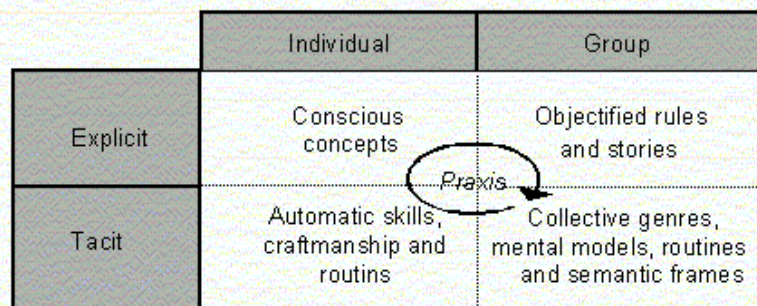 Individual Group
Explicit
Conscious
concepts
Objectified rules
and stories
Praxis
Tacit
Automatic skills,
craftmanship and
routins
Collective genres,
mental models, routines
and semantic frames